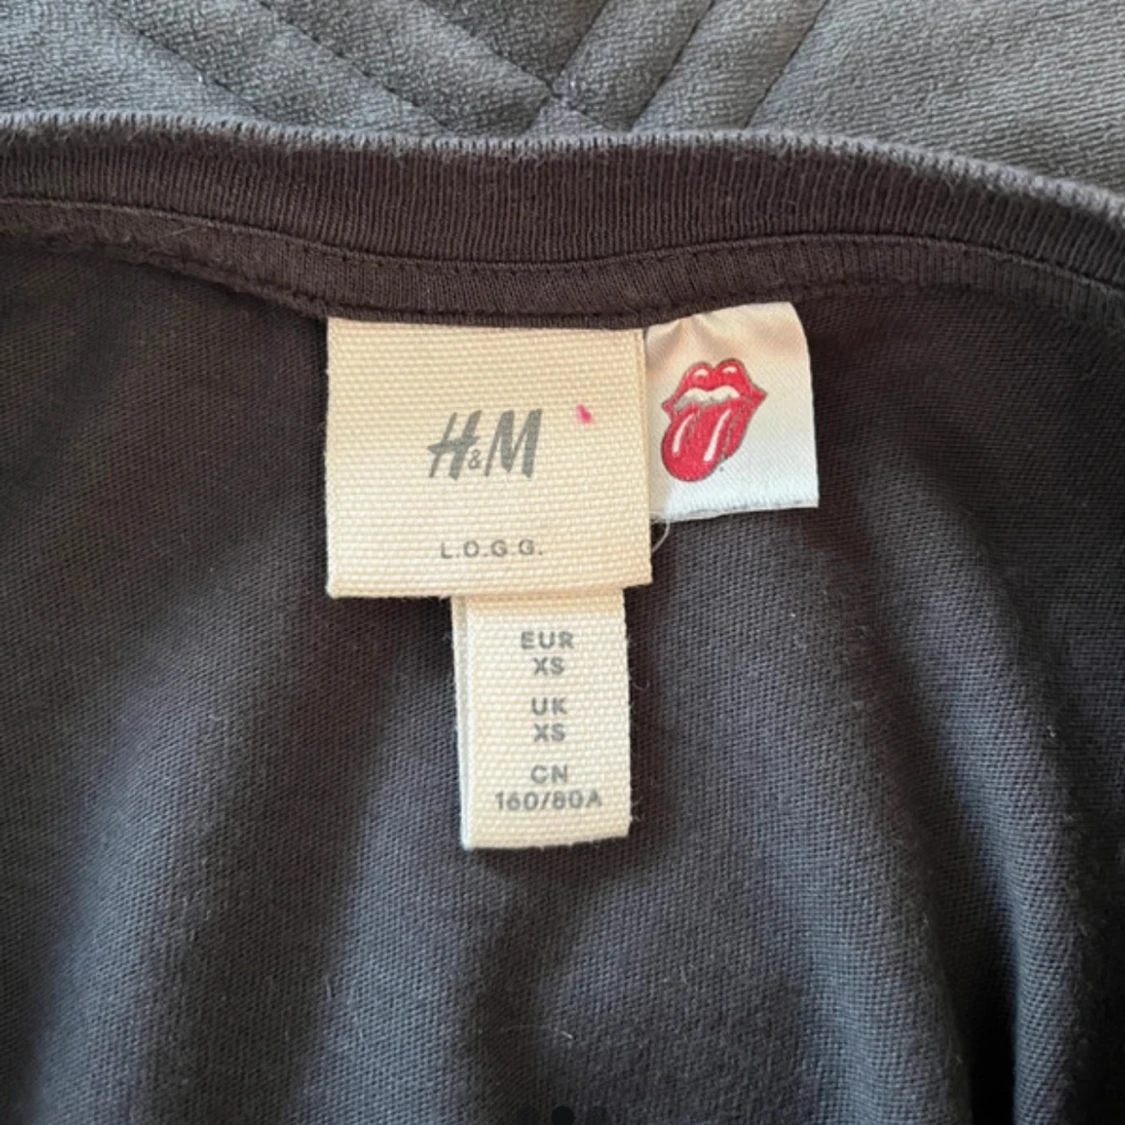 H&M
L.O.G.G.
EUR
XS
UK
XS
CN
160/80A